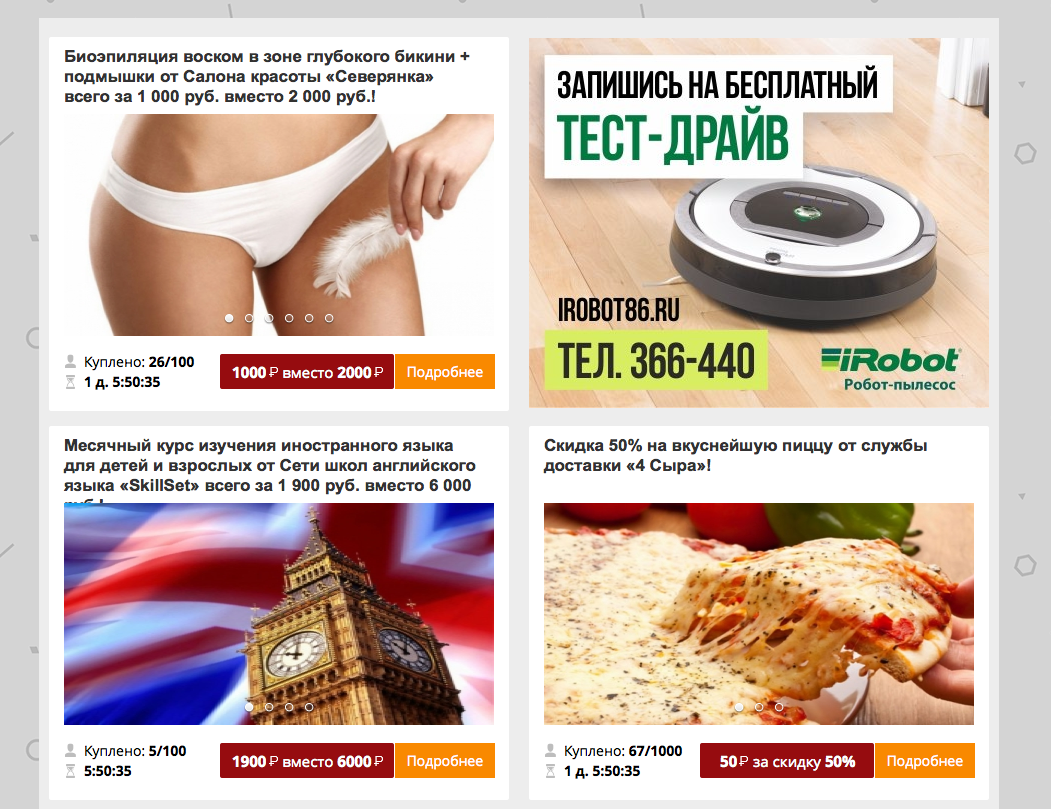 Биоэпиляция воском в зоне глубокого бикини +
подмышки от Салона красоты «Северянка»
всего за 1 000 руб. вместо 2 000 руб.!
Куплено: 26/100
1 д. 5:50:35
1000 ₽ вместо 2000 ₽
Подробнее
ЗАПИШИСЬ НА БЕСПЛАТНЫЙ
ТЕСТ-ДРАЙВ
IROBOT86.RU
ТЕЛ. 366-440
iRobot®
Робот-пылесос
Месячный курс изучения иностранного языка
для детей и взрослых от Сети школ английского
языка «SkillSet» всего за 1 900 руб. вместо 6 000
руб.!
Куплено: 5/100
5:50:35
1900 ₽ вместо 6000 ₽
Подробнее
Скидка 50% на вкуснейшую пиццу от службы
доставки «4 Сыра»!
Куплено: 67/1000
1 д. 5:50:35
50 ₽ за скидку 50%
Подробнее